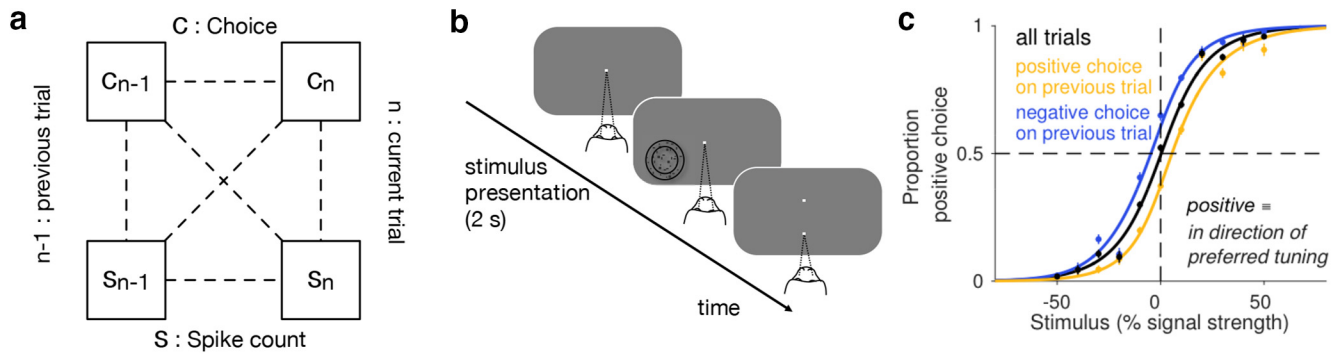 a
C : Choice
n-1 : previous trial
Cn-1
Cn
Sn-1
Sn
n : current trial
S : Spike count
b
stimulus
presentation
(2 s)
time
c
Proportion
positive choice
1
0.5
0
all trials
positive choice
on previous trial
negative choice
on previous trial
positive ≡
in direction of
preferred tuning
-50
0
50
Stimulus (% signal strength)